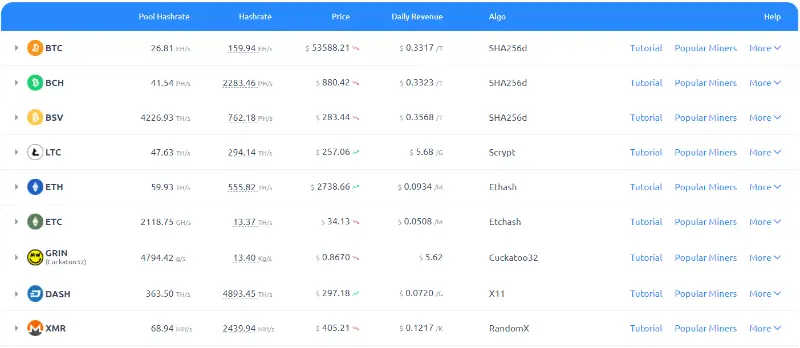 Pool Hashrate Hashrate Price Daily Revenue Algo Help
BTC 26.81 EH/s 159.94 EH/s $ 53588.21 $ 0.3317 /T SHA256d Tutorial Popular Miners More
BCH 41.54 PH/s 2283.46 PH/s $ 880.42 $ 0.3323 /T SHA256d Tutorial Popular Miners More
BSV 4226.93 TH/s 762.18 PH/s $ 283.44 $ 0.3568 /T SHA256d Tutorial Popular Miners More
LTC 47.63 TH/s 294.14 TH/s $ 257.06 $ 5.68 /G Scrypt Tutorial Popular Miners More
ETH 59.93 TH/s 555.82 TH/s $ 2738.66 $ 0.0934 /M Ethash Tutorial Popular Miners More
ETC 2118.75 GH/s 13.37 TH/s $ 34.13 $ 0.0508 /M Etchash Tutorial Popular Miners More
GRIN 4794.42 g/s 13.40 Kg/s $ 0.8670 $ 5.62 Cuckatoo32 Tutorial Popular Miners More
(Cuckatoo32)
DASH 363.50 TH/s 4893.45 TH/s $ 297.18 $ 0.0720 /G X11 Tutorial Popular Miners More
XMR 68.94 MH/s 2439.94 MH/s $ 405.21 $ 0.1217 /K RandomX Tutorial Popular Miners More